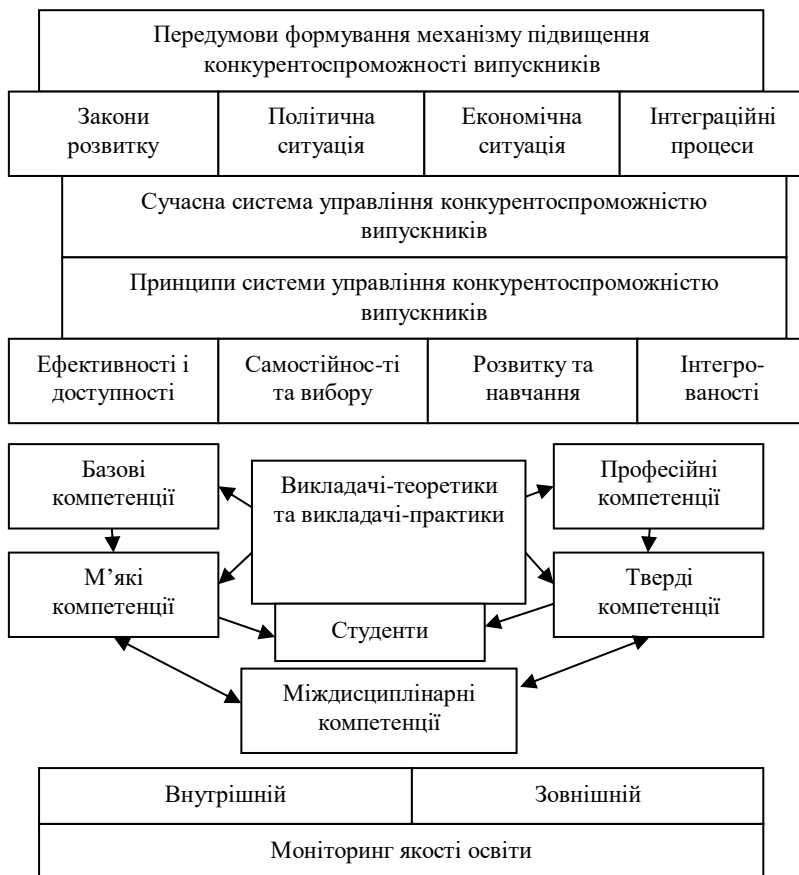 Передумови формування механізму підвищення
конкурентоспроможності випускників
Закони
розвитку
Політична
ситуація
Економічна
ситуація
Інтеграційні
процеси
Сучасна система управління конкурентоспроможністю
випускників
Принципи системи управління конкурентоспроможністю
випускників
Ефективності і
доступності
Самостійнос-ті
та вибору
Розвитку та
навчання
Інтегро-
ваності
Базові
компетенції
Викладачі-теоретики
та викладачі-практики
Професійні
компетенції
М’які
компетенції
Тверді
компетенції
Студенти
Міждисциплінарні
компетенції
Внутрішній
Зовнішній
Моніторинг якості освіти